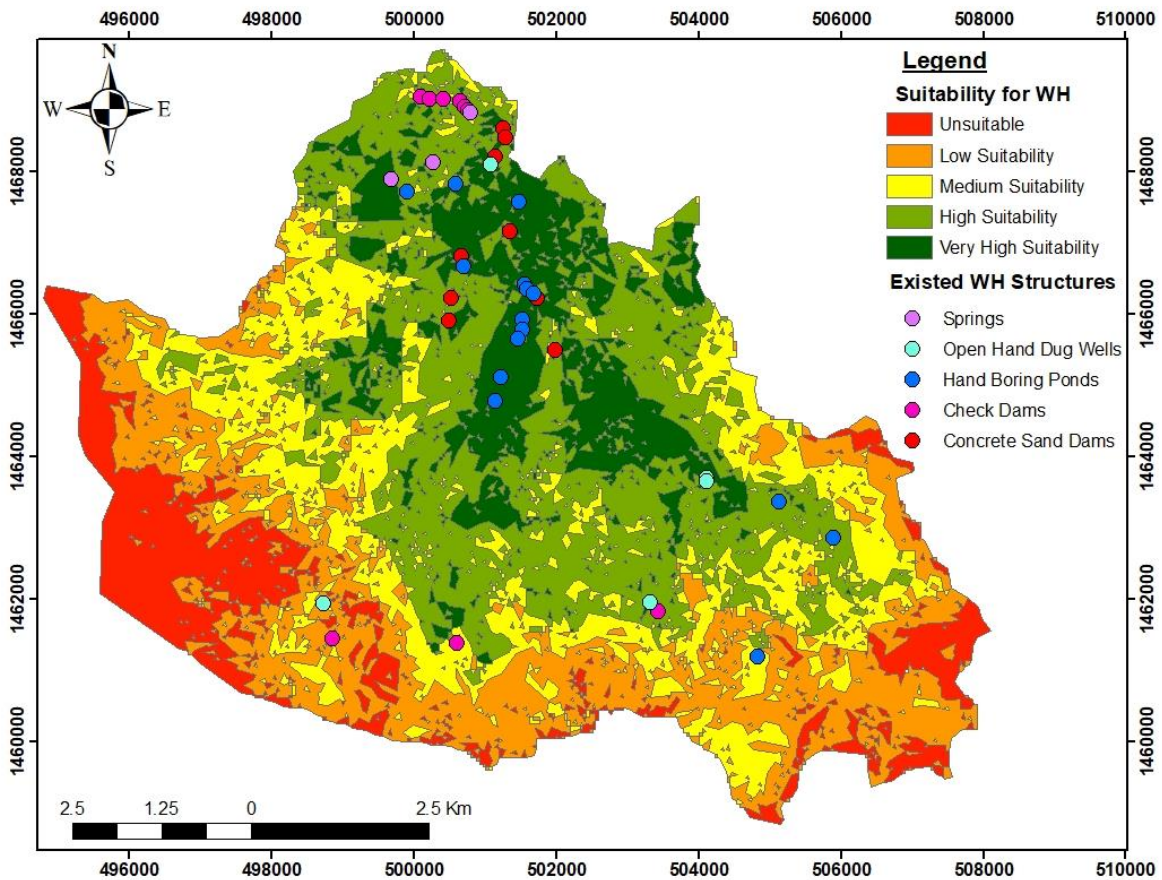 496000 498000 500000 502000 504000 506000 508000 510000
N
W E
S
Legend
Suitability for WH
Unsuitable
Low Suitability
Medium Suitability
High Suitability
Very High Suitability
Existed WH Structures
Springs
Open Hand Dug Wells
Hand Boring Ponds
Check Dams
Concrete Sand Dams
1468000 1468000
1466000 1466000
1464000 1464000
1462000 1462000
1460000 1460000
2.5 1.25 0 2.5 Km
496000 498000 500000 502000 504000 506000 508000 510000